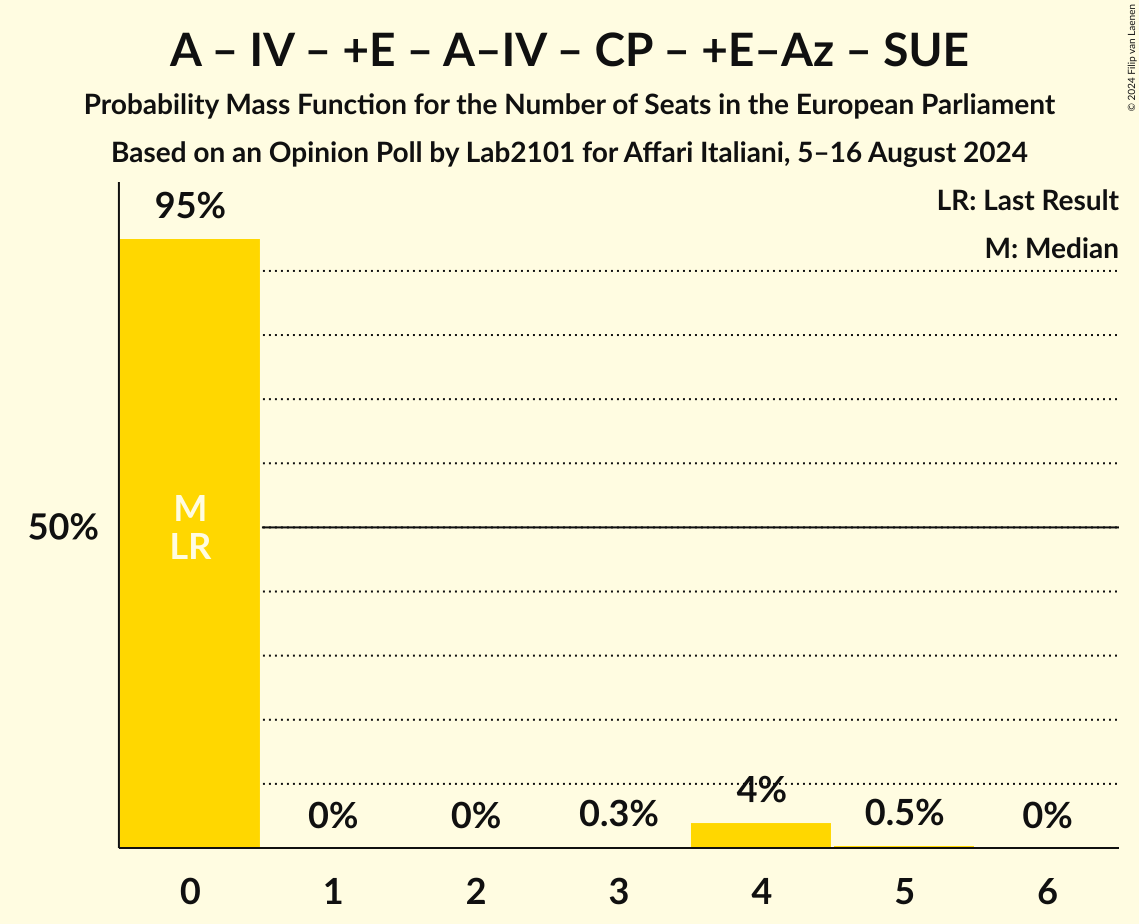 A – IV – +E – A–IV – CP – +E–Az – SUE
Probability Mass Function for the Number of Seats in the European Parliament
Based on an Opinion Poll by Lab2101 for Affari Italiani, 5–16 August 2024
© 2024 Filip van Laenen
LR: Last Result
M: Median
95%
M
LR
50%
0%
0%
0.3%
4%
0.5%
0%
0 1 2 3 4 5 6